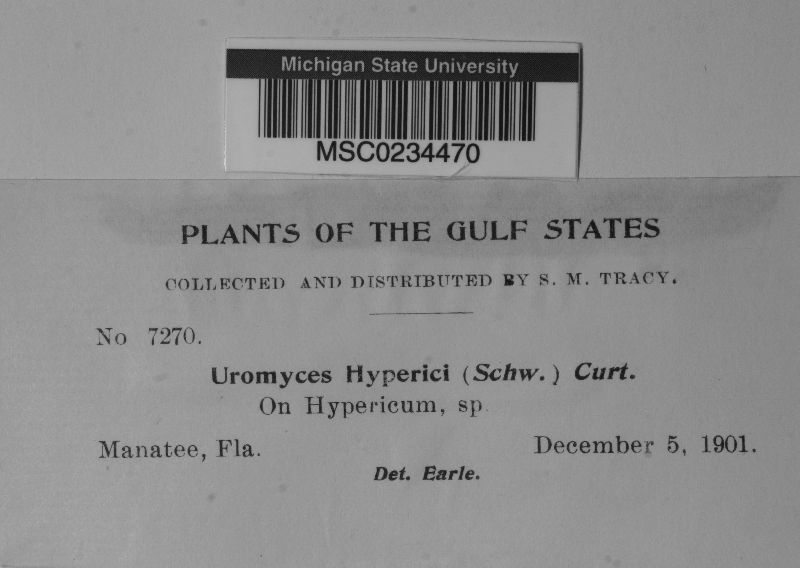 Michigan State University
MSC0234470
PLANTS OF THE GULF STATES
COLLECTED AND DISTRIBUTED BY S. M. TRACY.
No 7270.
Uromyces Hyperici (Schw.) Curt.
On Hypericum, sp.
Manatee, Fla. December 5, 1901.
Det. Earle.